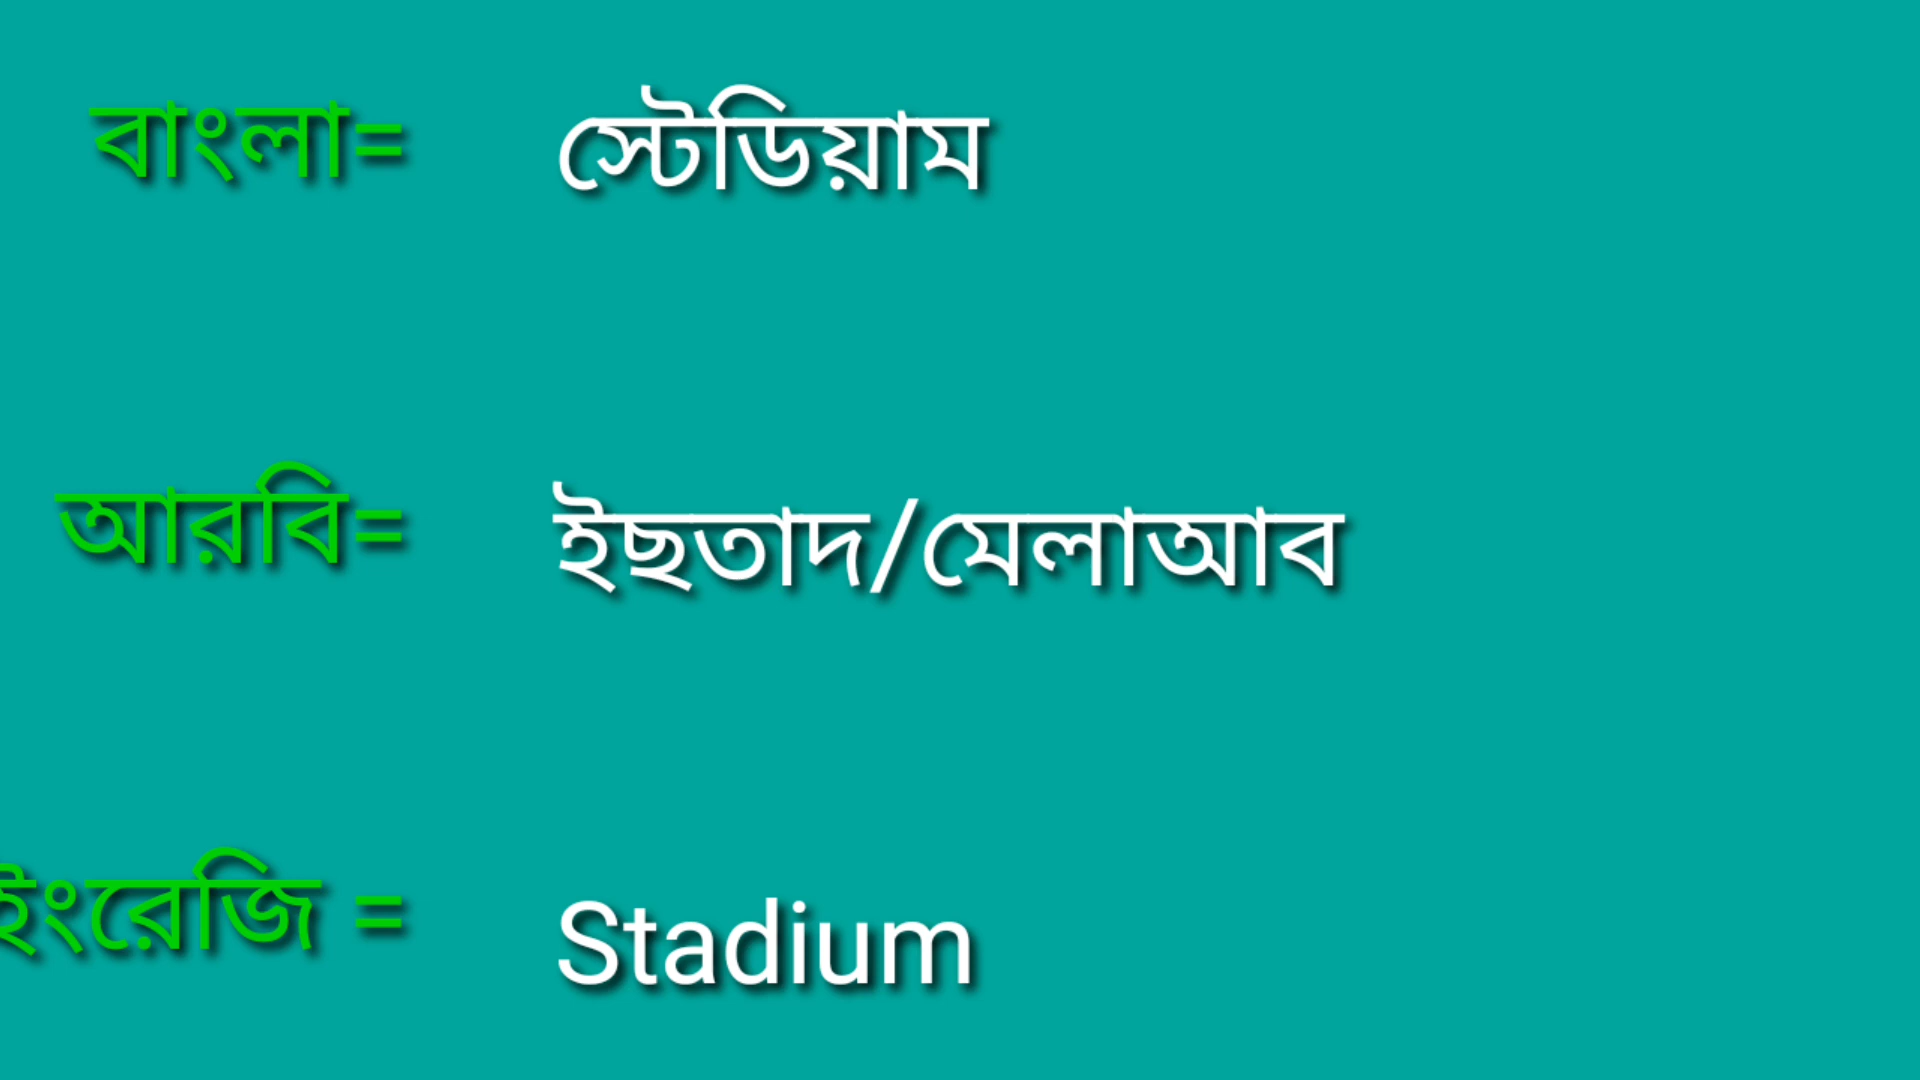 বাংলা= স্টেডিয়াম
আরবি= ইছতাদ/মেলাআব
ইংরেজি = Stadium